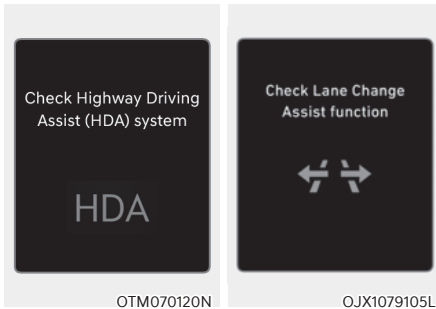 Check Highway Driving
Assist (HDA) system
HDA
OTM070120N
Check Lane Change
Assist function
OJX1079105L